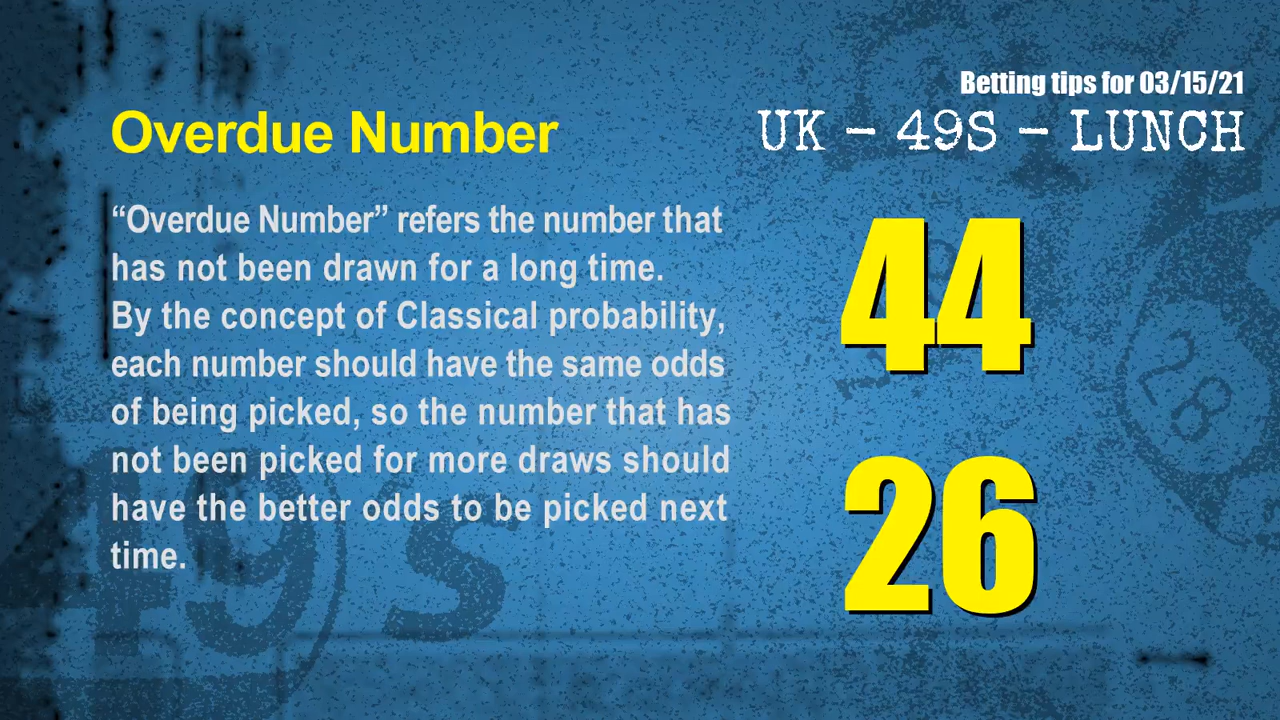 Betting tips for 03/15/21
UK - 49S - LUNCH
Overdue Number
“Overdue Number” refers the number that
has not been drawn for a long time.
By the concept of Classical probability,
each number should have the same odds
of being picked, so the number that has
not been picked for more draws should
have the better odds to be picked next
time.
44
26
28
49s